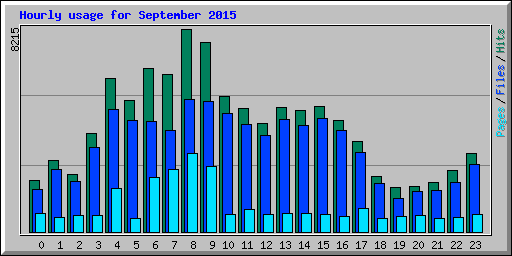 Hourly usage for September 2015
8215
Pages/Files/Hits
0 1 2 3 4 5 6 7 8 9 10 11 12 13 14 15 16 17 18 19 20 21 22 23